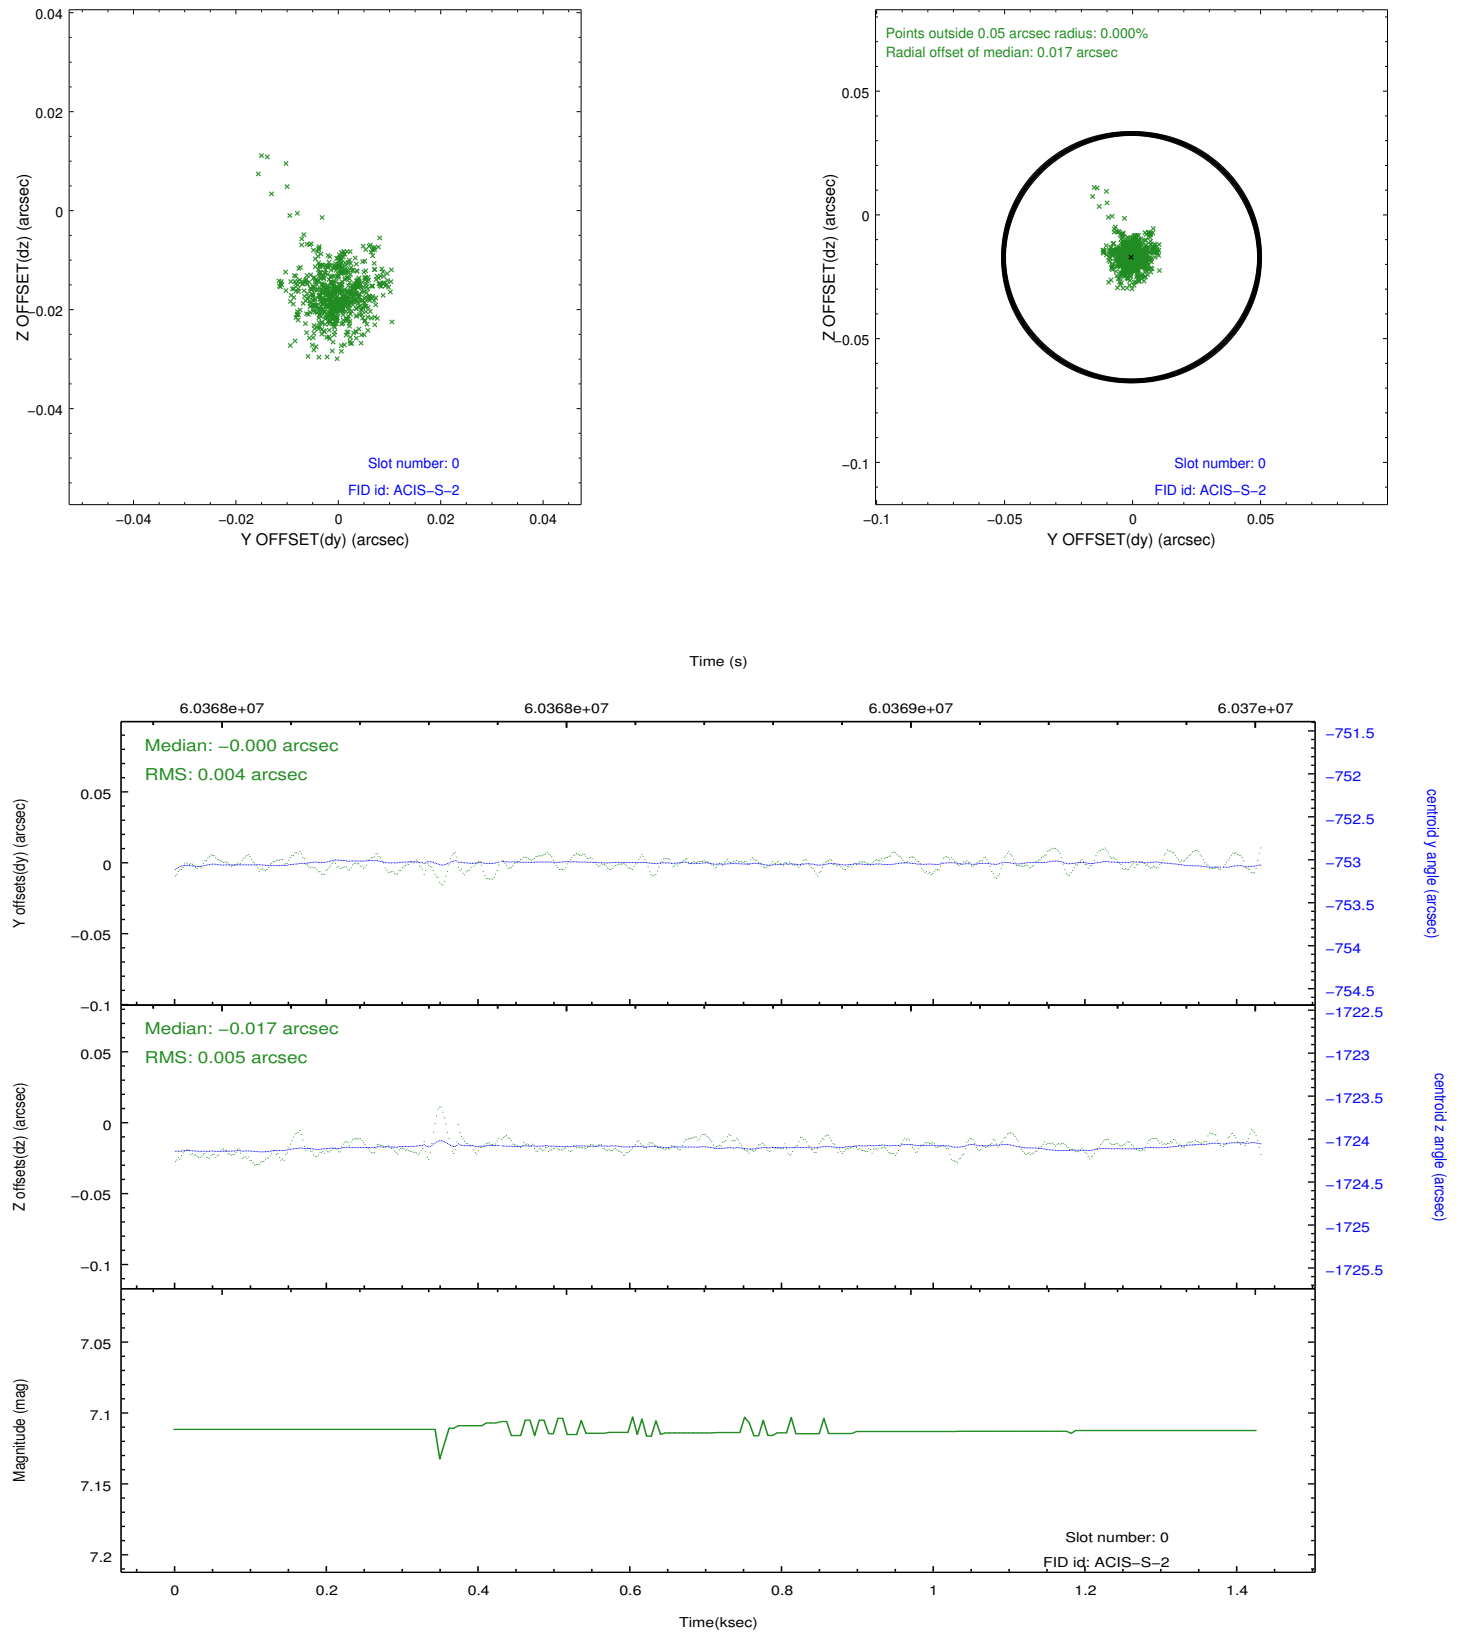 0.04
0.02
0
−0.02
−0.04
Z OFFSET(dz) (arcsec)
Slot number: 0
FID id: ACIS−S−2
−0.04
−0.02
0
0.02
0.04
Y OFFSET(dy) (arcsec)
Points outside 0.05 arcsec radius: 0.000%
Radial offset of median: 0.017 arcsec
0.05
0
−0.05
−0.1
Z OFFSET(dz) (arcsec)
Slot number: 0
FID id: ACIS−S−2
−0.1
−0.05
0
0.05
Y OFFSET(dy) (arcsec)
Time (s)
6.0368e+07
6.0368e+07
6.0369e+07
6.037e+07
Median: −0.000 arcsec
RMS: 0.004 arcsec
0.05
0
−0.05
−0.1
Y offsets(dy) (arcsec)
−751.5
−752
−752.5
−753
−753.5
−754
−754.5
centroid y angle (arcsec)
Median: −0.017 arcsec
RMS: 0.005 arcsec
0.05
0
−0.05
−0.1
Z offsets(dz) (arcsec)
−1722.5
−1723
−1723.5
−1724
−1724.5
−1725
−1725.5
centroid z angle (arcsec)
7.05
7.1
7.15
7.2
Magnitude (mag)
Slot number: 0
FID id: ACIS−S−2
0
0.2
0.4
0.6
0.8
1
1.2
1.4
Time(ksec)